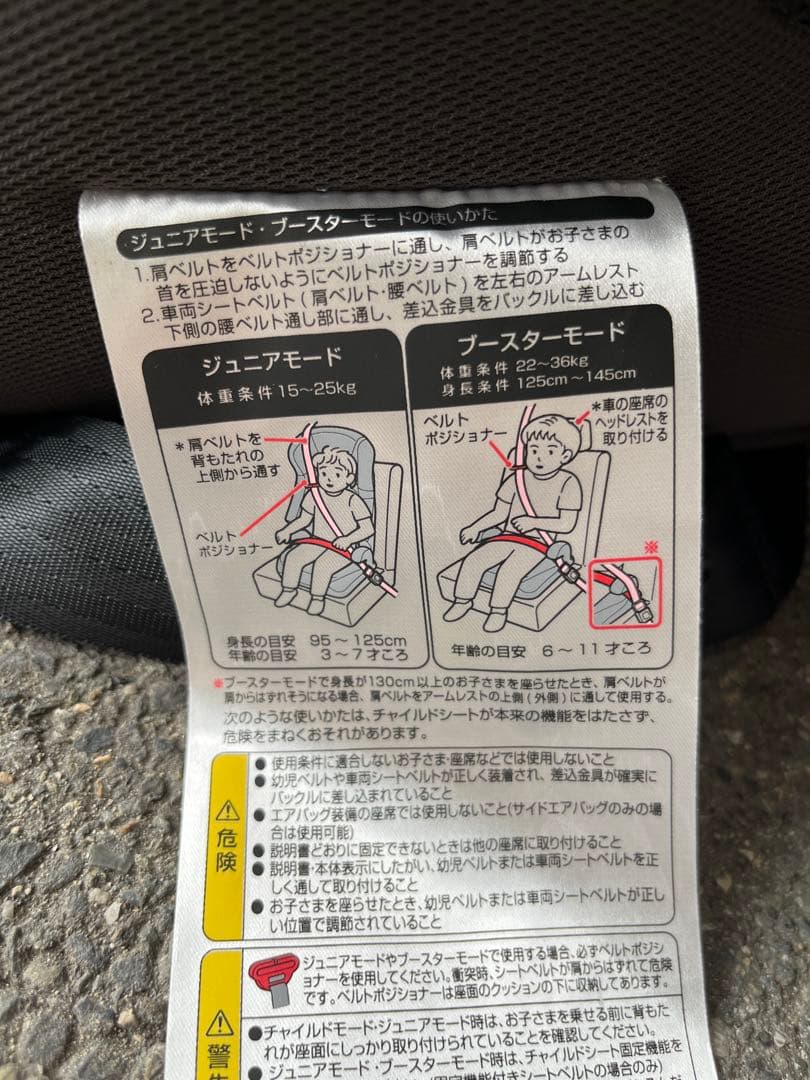 ジュニアモード・ブースターモードの使いかた
1.肩ベルトをベルトポジショナーに通し、肩ベルトがお子さまの
首を圧迫しないようにベルトポジショナーを調節する
2.車両シートベルト(肩ベルト・腰ベルト)を左右のアームレスト
下側の腰ベルト通し部に通し、差込金具をバックルに差し込む
ジュニアモード
体重条件 15～25kg
*肩ベルトを
背もたれの
上側から通す
ベルト
ポジショナー
身長の目安 95～125cm
年齢の目安 3～7才ころ
ブースターモード
体重条件 22～36kg
身長条件 125cm～145cm
ベルト
ポジショナー
*車の座席の
ヘッドレストを
取り付ける
※
年齢の目安 6～11才ころ
※ブースターモードで身長が130cm以上のお子さまを座らせたとき、肩ベルトが
肩からはずれそうになる場合、肩ベルトをアームレストの上側(外側)に通して使用する。
次のような使いかたは、チャイルドシートが本来の機能をはたさず、
危険をまねくおそれがあります。
危険
● 使用条件に適合しないお子さま・座席などでは使用しないこと
● 幼児ベルトや車両シートベルトが正しく装着され、差込金具が確実に
バックルに差し込まれていること
● エアバッグ装備の座席では使用しないこと(サイドエアバッグのみの場
合は使用可能)
● 説明書どおりに固定できないときは他の座席に取り付けること
● 説明書・本体表示にしたがい、幼児ベルトまたは車両シートベルトを正
しく通して取り付けること
● お子さまを座らせたとき、幼児ベルトまたは車両シートベルトが正し
い位置で調節されていること
警告
ジュニアモードやブースターモードで使用する場合、必ずベルトポジシ
ョナーを使用してください。衝突時、シートベルトが肩からはずれて危険
です。ベルトポジショナーは座面のクッションの下に収納してあります。
●チャイルドモード・ジュニアモード時は、お子さまを乗せる前に背もた
れが座面にしっかり取り付けられていることを確認してください。
● ジュニアモード・ブースターモード時は、チャイルドシート固定機能を
(固定機能付きシートベルトの場合のみ)